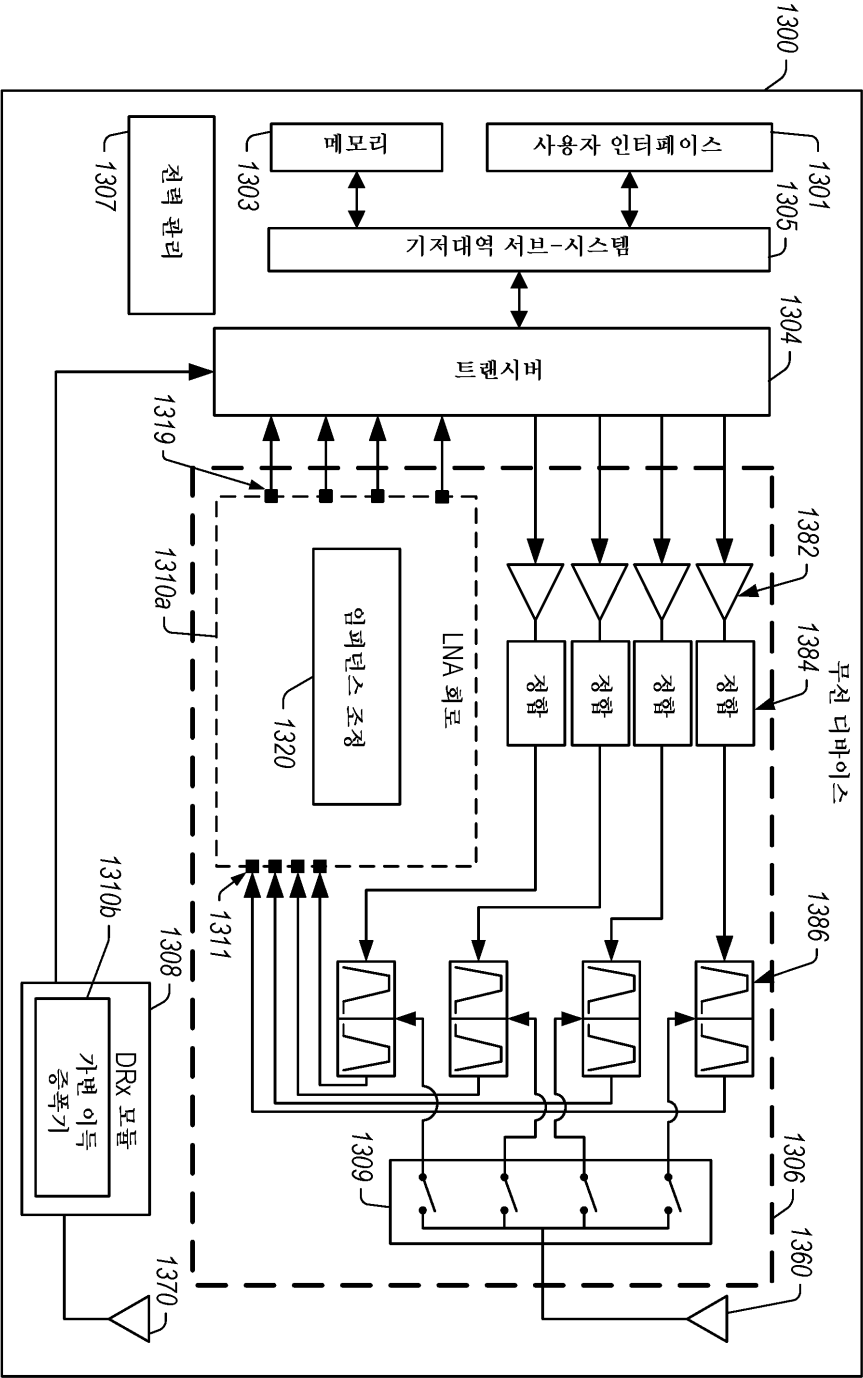 1300
무선 디바이스
1301
사용자 인터페이스
1303
메모리
1305
기저대역 서브-시스템
1307
전력 관리
1304
트랜시버
1382
1384
정합
정합
정합
정합
1386
1306
1360
1309
1319
1310a
LNA 회로
임피던스 조정
1320
1311
1310b
1308
DRx 모듈
가변 이득
증폭기
1370